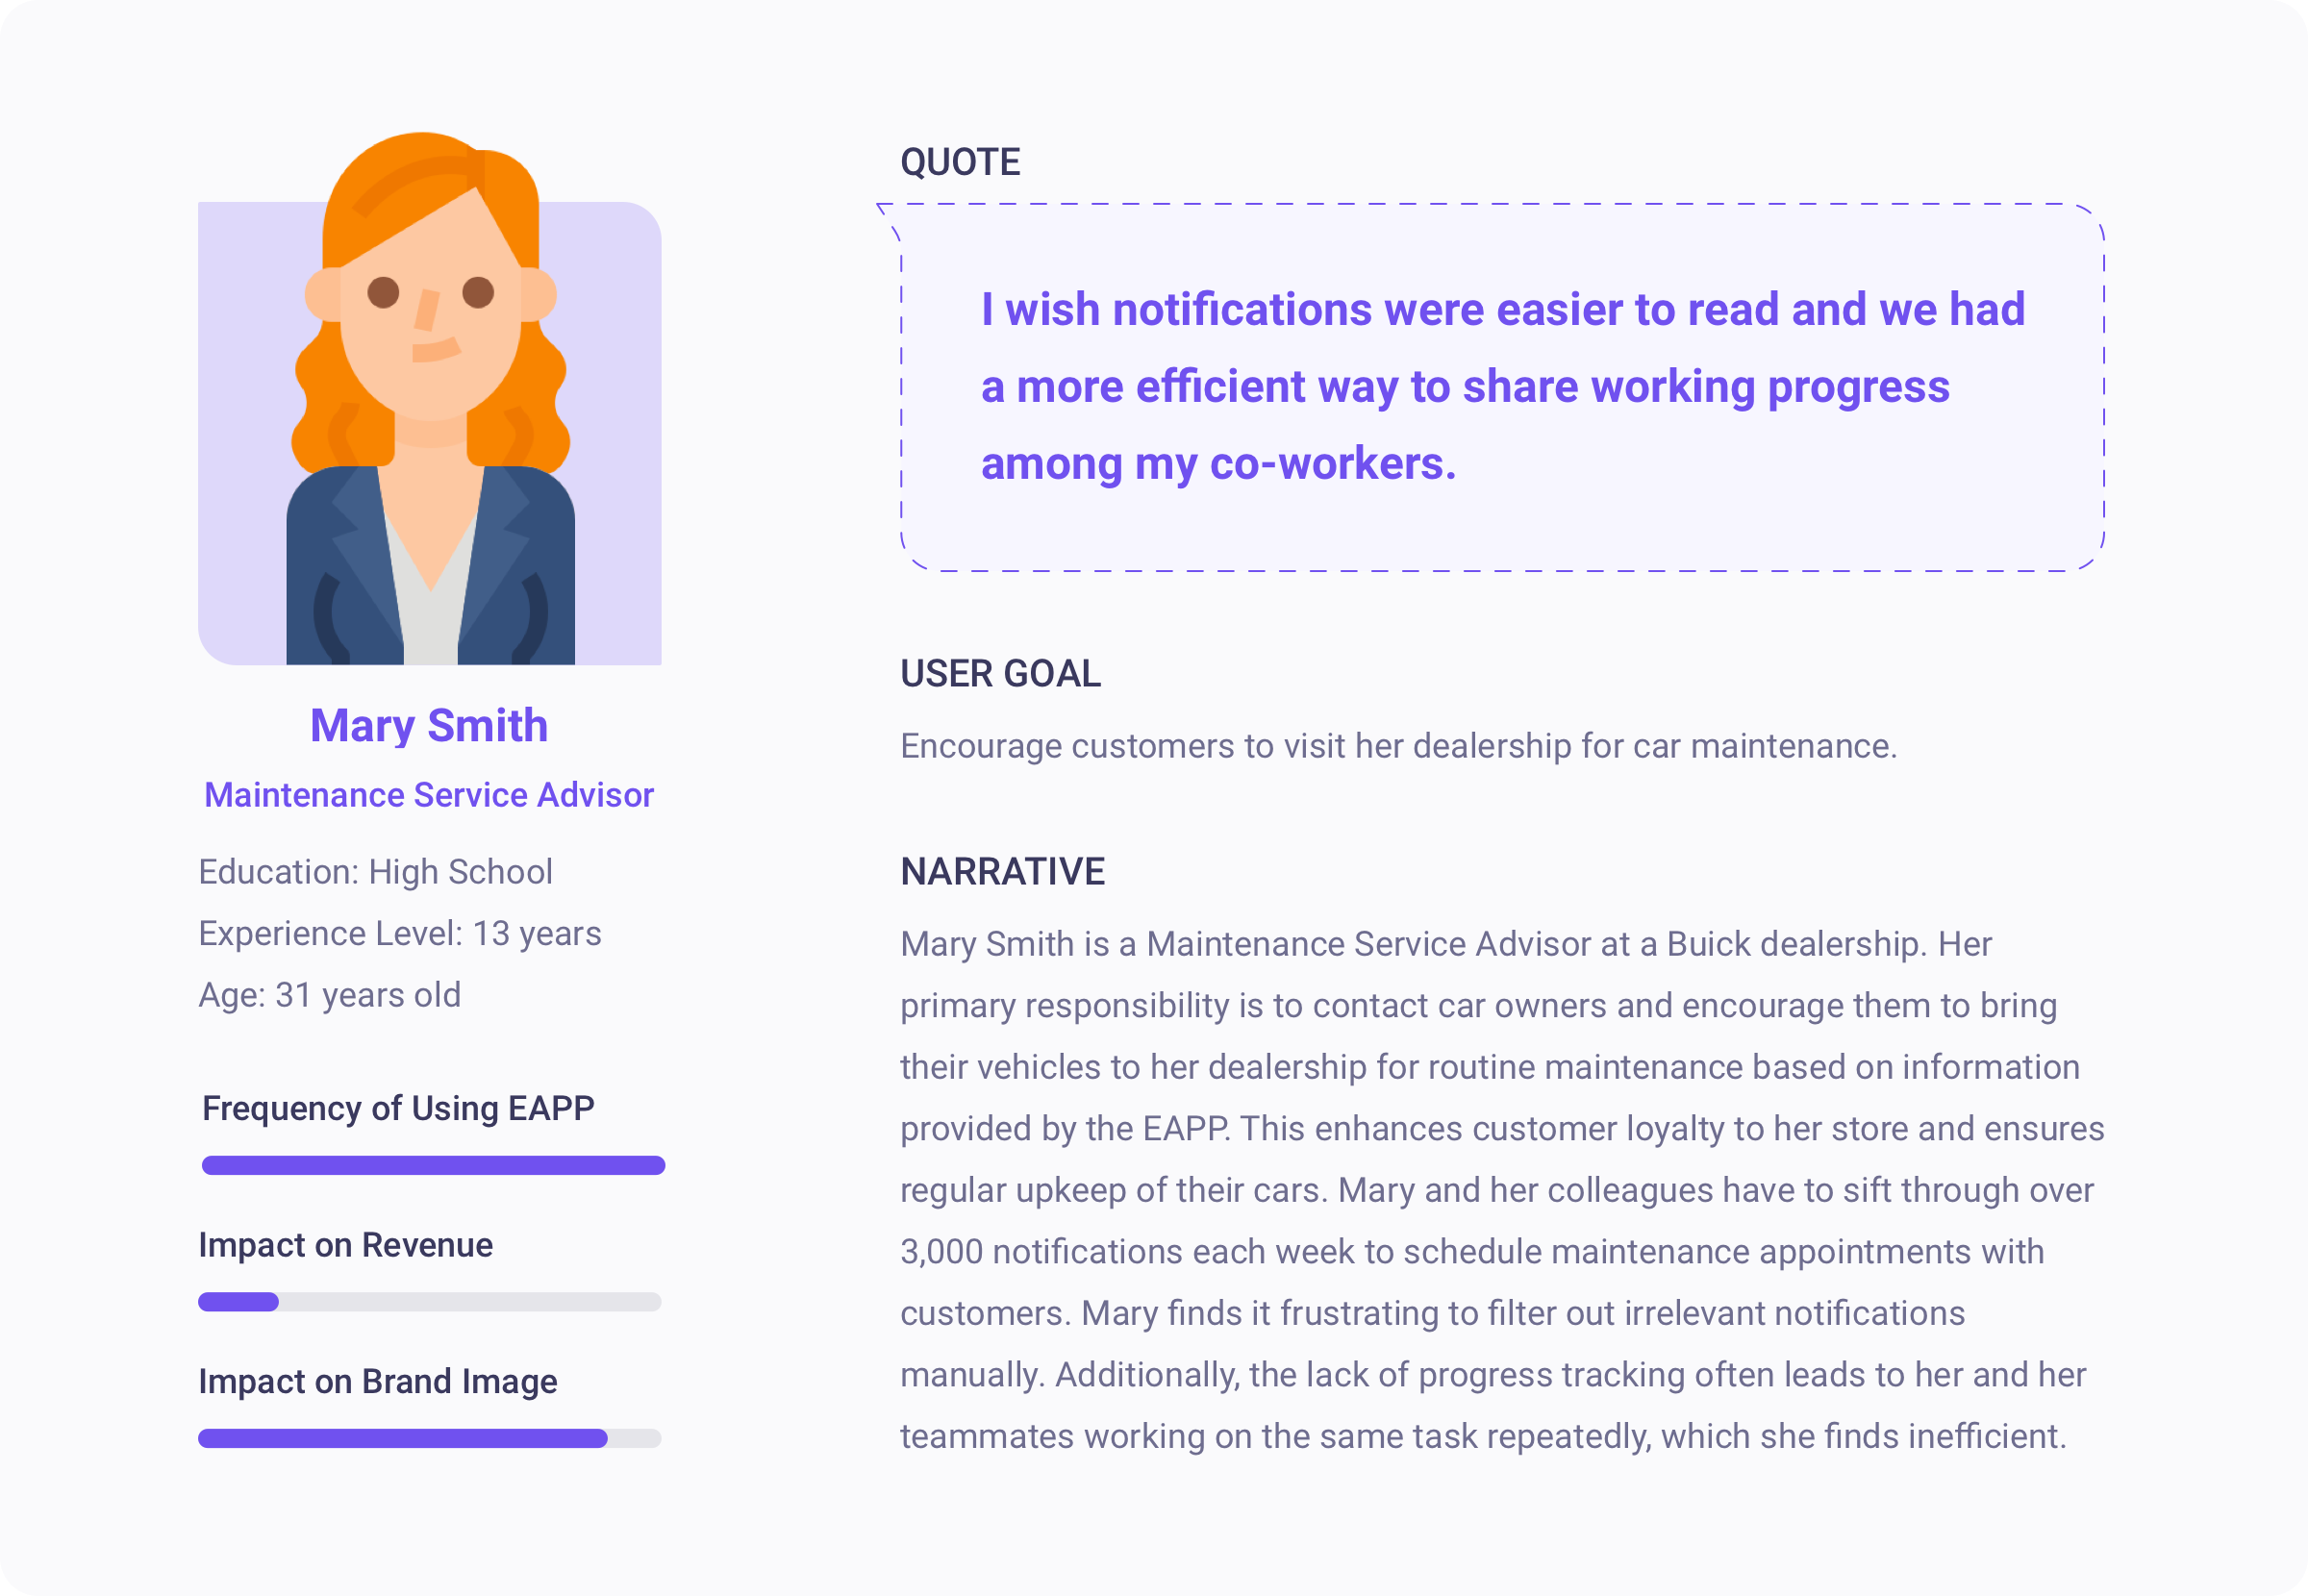 Mary Smith
Maintenance Service Advisor
Education: High School
Experience Level: 13 years
Age: 31 years old
Frequency of Using EAPP
Impact on Revenue
Impact on Brand Image
QUOTE
I wish notifications were easier to read and we had
a more efficient way to share working progress
among my co-workers.
USER GOAL
Encourage customers to visit her dealership for car maintenance.
NARRATIVE
Mary Smith is a Maintenance Service Advisor at a Buick dealership. Her
primary responsibility is to contact car owners and encourage them to bring
their vehicles to her dealership for routine maintenance based on information
provided by the EAPP. This enhances customer loyalty to her store and ensures
regular upkeep of their cars. Mary and her colleagues have to sift through over
3,000 notifications each week to schedule maintenance appointments with
customers. Mary finds it frustrating to filter out irrelevant notifications
manually. Additionally, the lack of progress tracking often leads to her and her
teammates working on the same task repeatedly, which she finds inefficient.